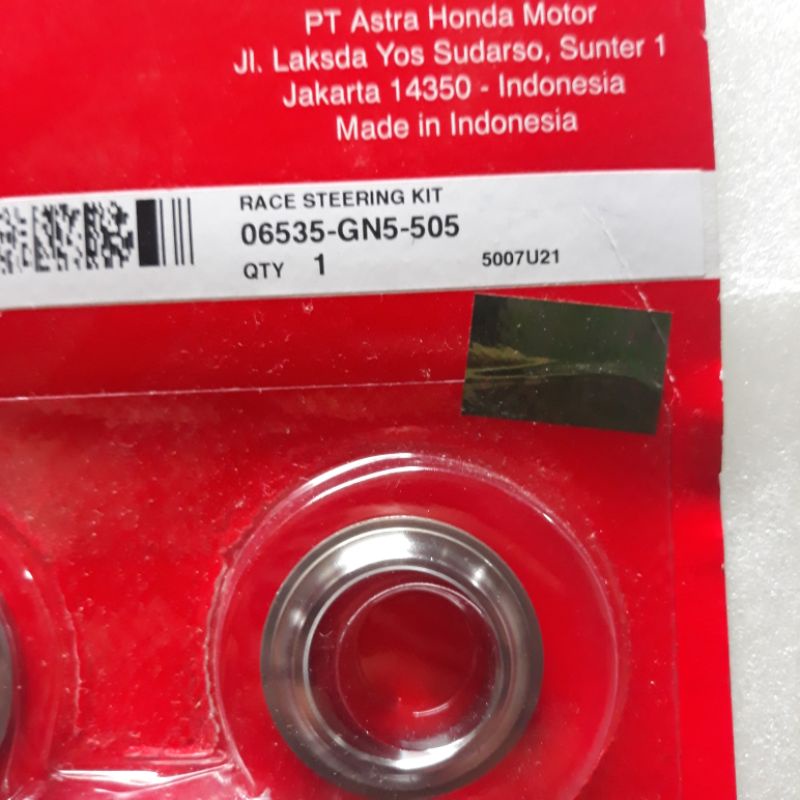 PT Astra Honda Motor
Jl. Laksda Yos Sudarso, Sunter 1
Jakarta 14350 - Indonesia
Made in Indonesia
RACE STEERING KIT
06535-GN5-505
QTY 1 5007U21